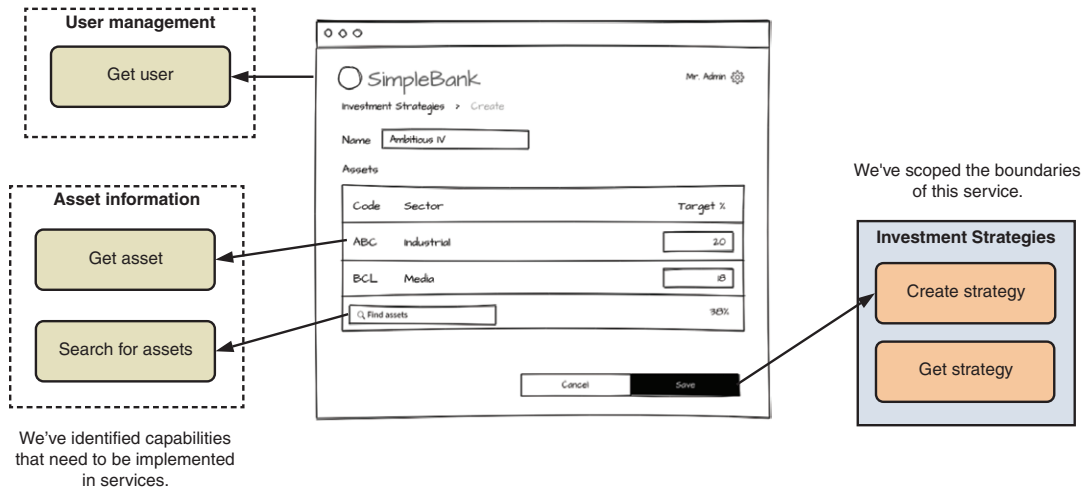 User management
Get user
Asset information
Get asset
Search for assets
We've identified capabilities
that need to be implemented
in services.
SimpleBank
Mr. Admin
Investment Strategies > Create
Name Ambitious IV
Assets
Code Sector Target %
ABC Industrial 20
BCL Media 18
Find assets 38%
Cancel Save
We've scoped the boundaries
of this service.
Investment Strategies
Create strategy
Get strategy